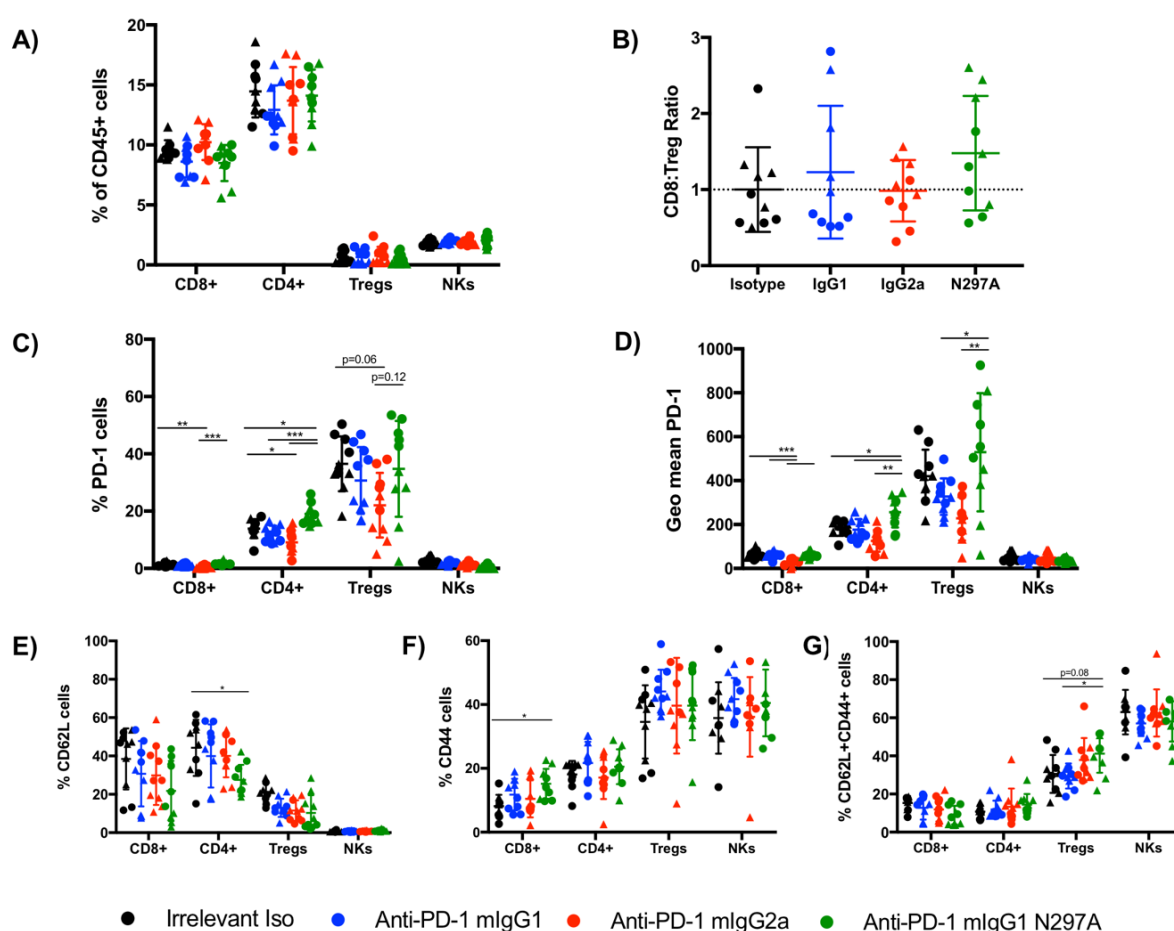 A)
% of CD45+ cells
20
15
10
5
0
CD8+ CD4+ Tregs NKs
B)
CD8:Treg Ratio
3
2
1
0
Isotype IgG1 IgG2a N297A
C)
% PD-1 cells
80
60
40
20
0
** *** * *** * p=0.06 p=0.12
CD8+ CD4+ Tregs NKs
D)
Geo mean PD-1
1000
800
600
400
200
0
*** * ** * **
CD8+ CD4+ Tregs NKs
E)
% CD62L cells
100
80
60
40
20
0
*
CD8+ CD4+ Tregs NKs
F)
% CD44 cells
60
40
20
0
*
CD8+ CD4+ Tregs NKs
G)
% CD62L+CD44+ cells
100
80
60
40
20
0
p=0.08
*
CD8+ CD4+ Tregs NKs
Irrelevant Iso Anti-PD-1 mIgG1 Anti-PD-1 mIgG2a Anti-PD-1 mIgG1 N297A